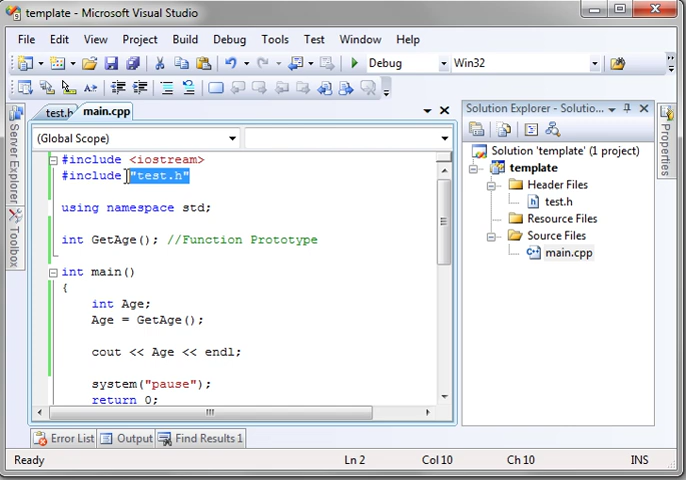 template - Microsoft Visual Studio
File Edit View Project Build Debug Tools Test Window Help
Debug Win32
test.h main.cpp
(Global Scope)
#include <iostream>
#include "test.h"
using namespace std;
int GetAge(); //Function Prototype
int main()
{
int Age;
Age = GetAge();
cout << Age << endl;
system("pause");
return 0;
Server Explorer
Toolbox
Solution Explorer - Solutio...
Solution 'template' (1 project)
template
Header Files
test.h
Resource Files
Source Files
main.cpp
Properties
Error List Output Find Results 1
Ready Ln 2 Col 10 Ch 10 INS